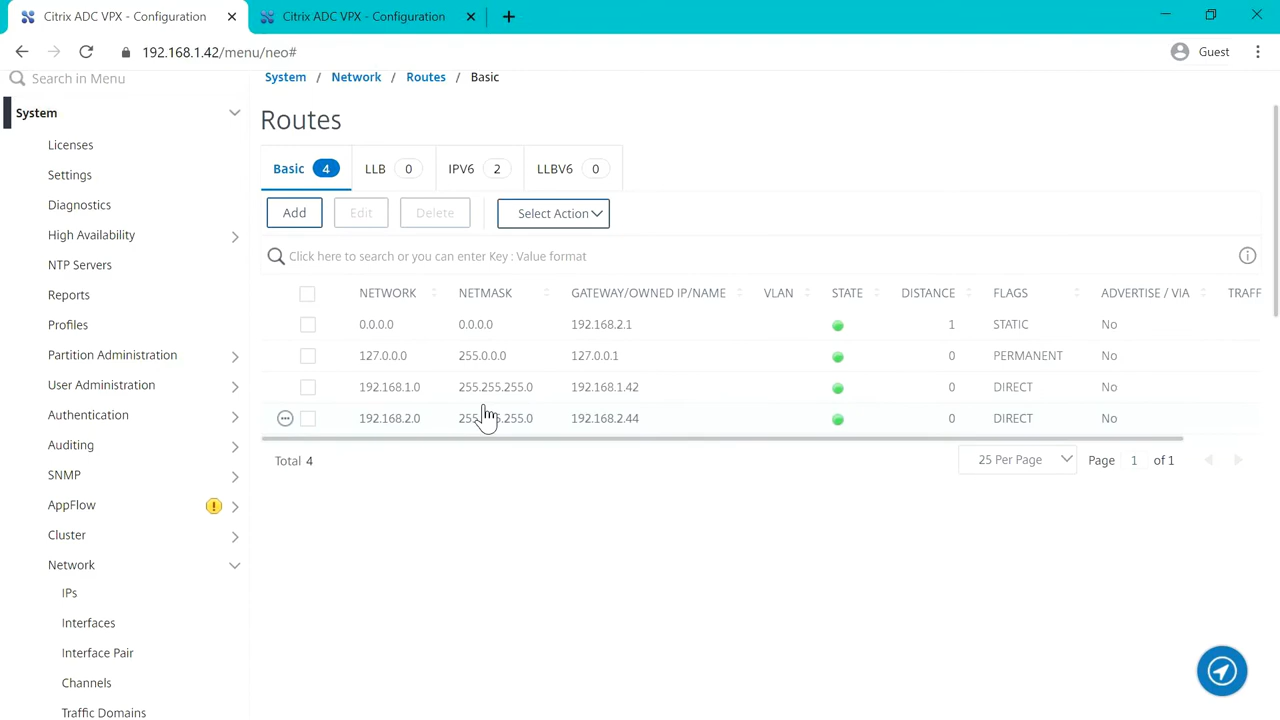 Citrix ADC VPX - Configuration
Citrix ADC VPX - Configuration
192.168.1.42/menu/neo#
Guest
Search in Menu
System
Licenses
Settings
Diagnostics
High Availability
NTP Servers
Reports
Profiles
Partition Administration
User Administration
Authentication
Auditing
SNMP
AppFlow
Cluster
Network
IPs
Interfaces
Interface Pair
Channels
Traffic Domains
System / Network / Routes / Basic
Routes
Basic 4 LLB 0 IPV6 2 LLBV6 0
Add Edit Delete Select Action
Click here to search or you can enter Key : Value format
NETWORK NETMASK GATEWAY/OWNED IP/NAME VLAN STATE DISTANCE FLAGS ADVERTISE / VIA TRAFF
0.0.0.0 0.0.0.0 192.168.2.1 1 STATIC No
127.0.0.0 255.0.0.0 127.0.0.1 0 PERMANENT No
192.168.1.0 255.255.255.0 192.168.1.42 0 DIRECT No
192.168.2.0 192.168.2.44 0 DIRECT No
Total 4 25 Per Page Page 1 of 1